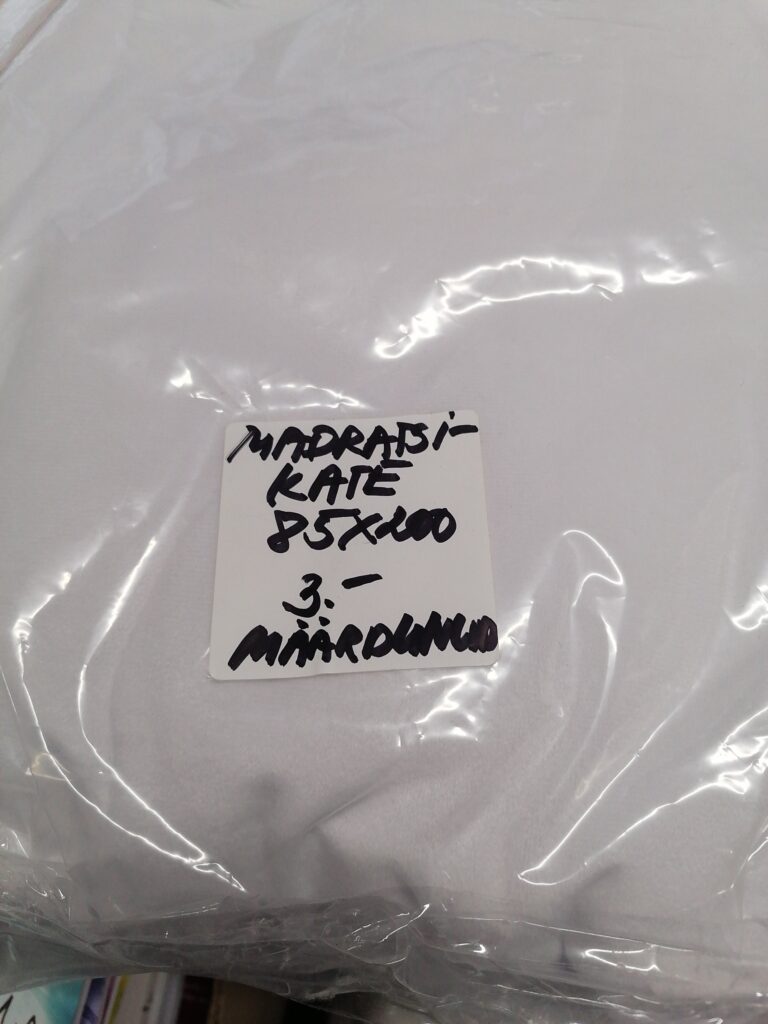 MADRATSI-
KATE
85X200
3.-
MÄÄRDUNUD